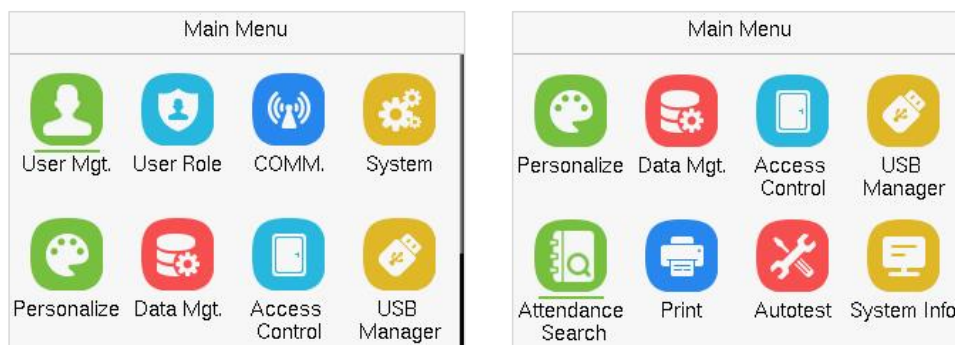 Main Menu
User Mgt. User Role COMM. System
Personalize Data Mgt. Access Control USB Manager
Main Menu
Personalize Data Mgt. Access Control USB Manager
Attendance Search Print Autotest System Info